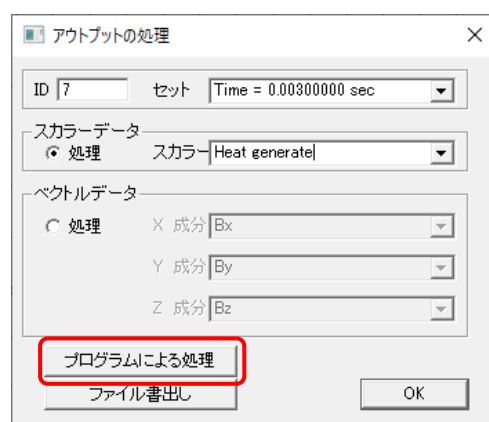 アウトプットの処理
ID 7 セット Time = 0.00300000 sec
スカラーデータ
処理 スカラー Heat generate
ベクトルデータ
処理 X 成分 Bx
Y 成分 By
Z 成分 Bz
プログラムによる処理
ファイル書出し OK